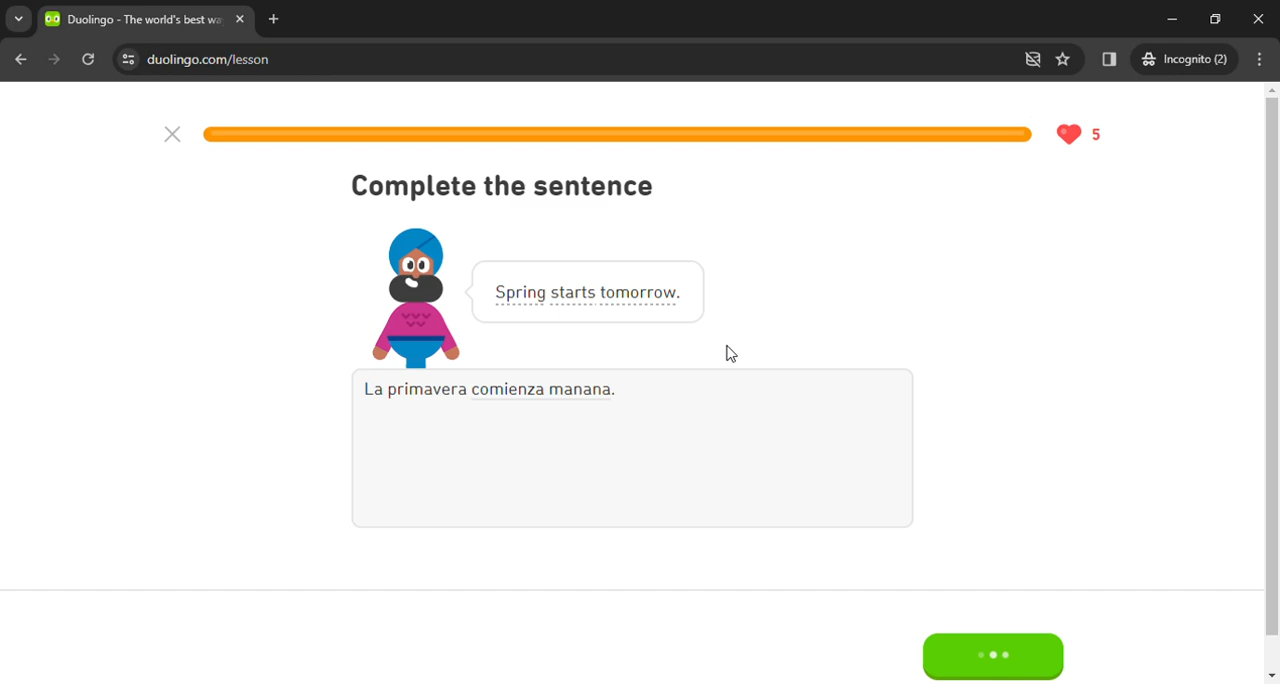 Duolingo - The world's best wa
duolingo.com/lesson
Incognito (2)
5
Complete the sentence
Spring starts tomorrow.
La primavera comienza manana.